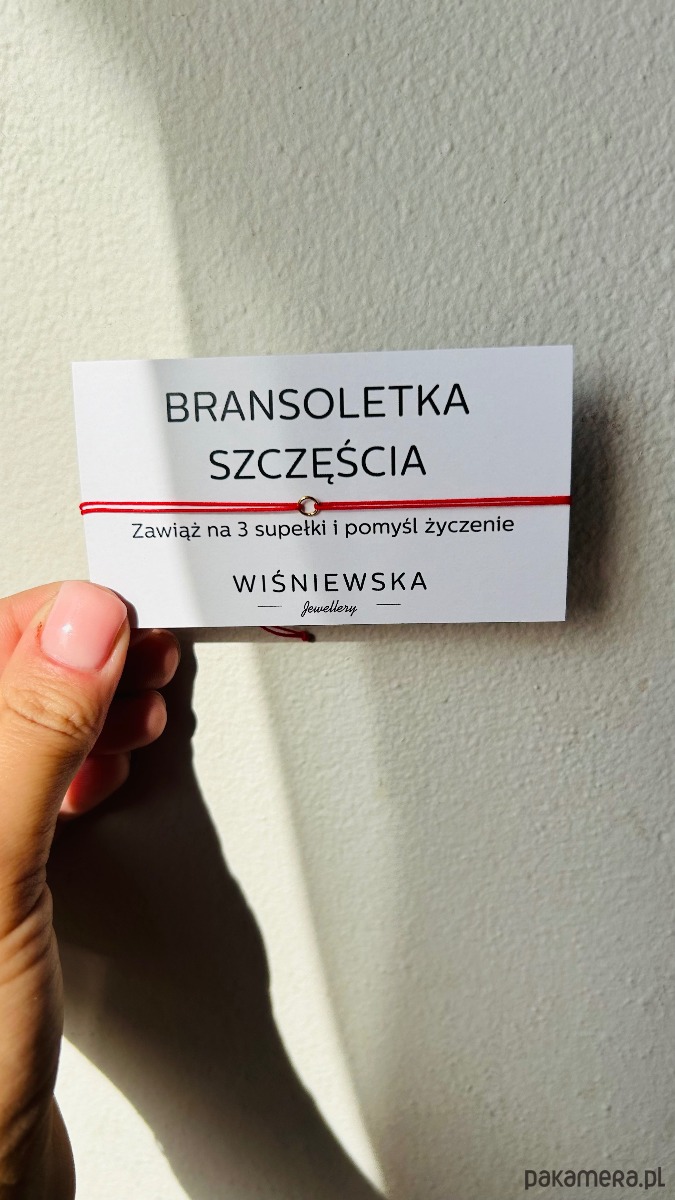 BRANSOLETKA
SZCZĘŚCIA
Zawiąż na 3 supełki i pomyśl życzenie
WIŚNIEWSKA
Jewellery
pakamera.pl